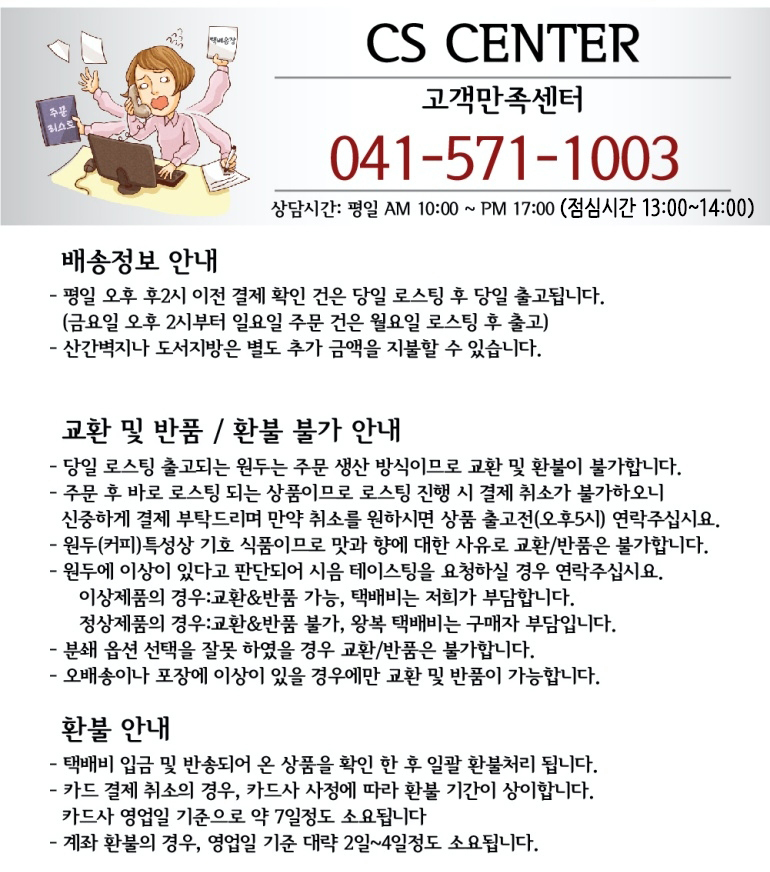 택배송장
주문
리스트
CS CENTER
고객만족센터
041-571-1003
상담시간: 평일 AM 10:00 ~ PM 17:00 (점심시간 13:00~14:00)
배송정보 안내
- 평일 오후 후2시 이전 결제 확인 건은 당일 로스팅 후 당일 출고됩니다.
(금요일 오후 2시부터 일요일 주문 건은 월요일 로스팅 후 출고)
- 산간벽지나 도서지방은 별도 추가 금액을 지불할 수 있습니다.
교환 및 반품 / 환불 불가 안내
- 당일 로스팅 출고되는 원두는 주문 생산 방식이므로 교환 및 환불이 불가합니다.
- 주문 후 바로 로스팅 되는 상품이므로 로스팅 진행 시 결제 취소가 불가하오니
신중하게 결제 부탁드리며 만약 취소를 원하시면 상품 출고전(오후5시) 연락주십시요.
- 원두(커피)특성상 기호 식품이므로 맛과 향에 대한 사유로 교환/반품은 불가합니다.
- 원두에 이상이 있다고 판단되어 시음 테이스팅을 요청하실 경우 연락주십시요.
이상제품의 경우:교환&반품 가능, 택배비는 저희가 부담합니다.
정상제품의 경우:교환&반품 불가, 왕복 택배비는 구매자 부담입니다.
- 분쇄 옵션 선택을 잘못 하였을 경우 교환/반품은 불가합니다.
- 오배송이나 포장에 이상이 있을 경우에만 교환 및 반품이 가능합니다.
환불 안내
- 택배비 입금 및 반송되어 온 상품을 확인 한 후 일괄 환불처리 됩니다.
- 카드 결제 취소의 경우, 카드사 사정에 따라 환불 기간이 상이합니다.
카드사 영업일 기준으로 약 7일정도 소요됩니다
- 계좌 환불의 경우, 영업일 기준 대략 2일~4일정도 소요됩니다.